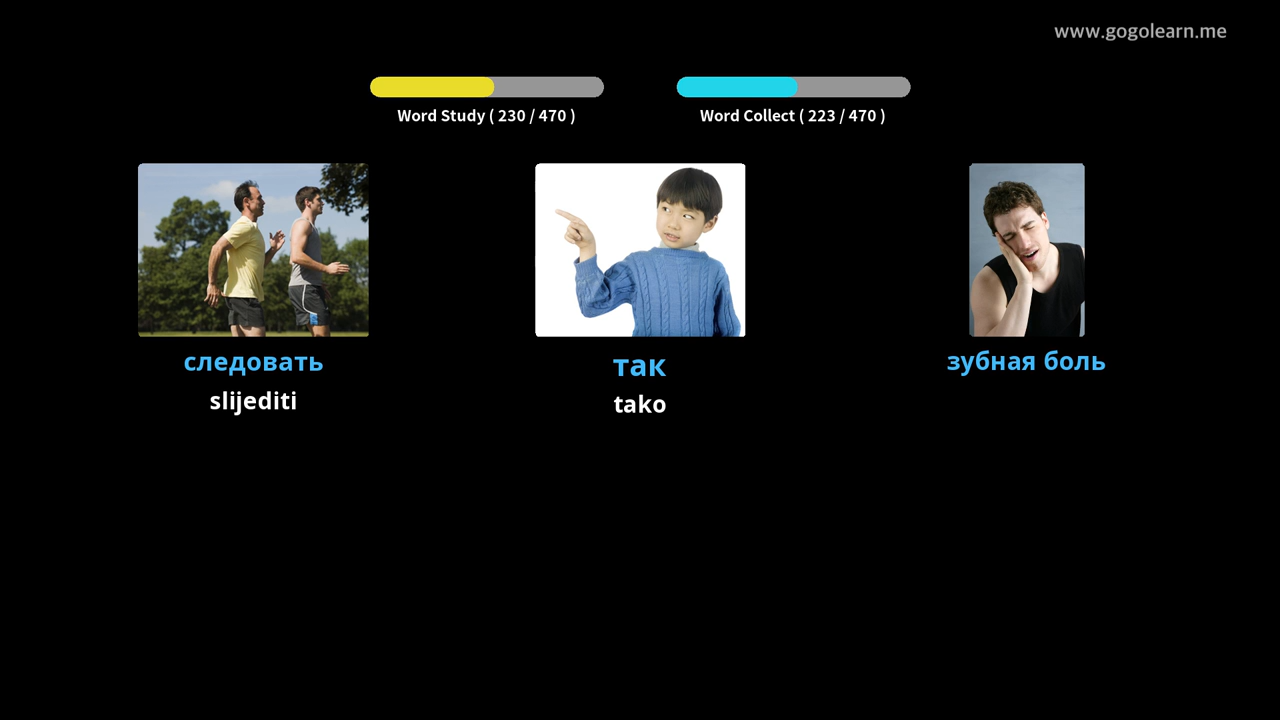 www.gogolearn.me
Word Study ( 230 / 470 )
Word Collect ( 223 / 470 )
следовать
slijediti
так
tako
зубная боль